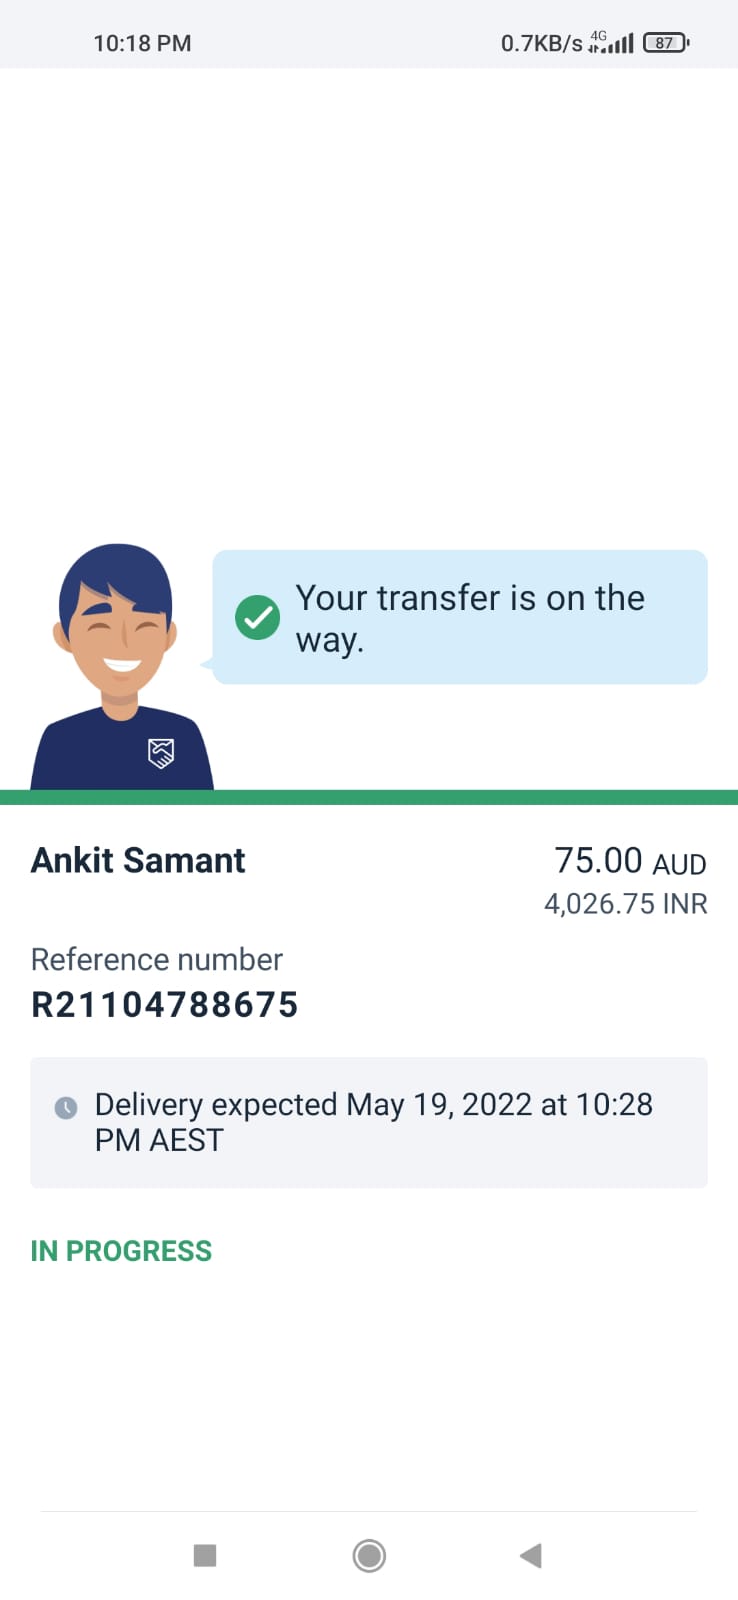 10:18 PM
0.7KB/s 4G 87
Your transfer is on the
way.
Ankit Samant
75.00 AUD
4,026.75 INR
Reference number
R21104788675
Delivery expected May 19, 2022 at 10:28
PM AEST
IN PROGRESS